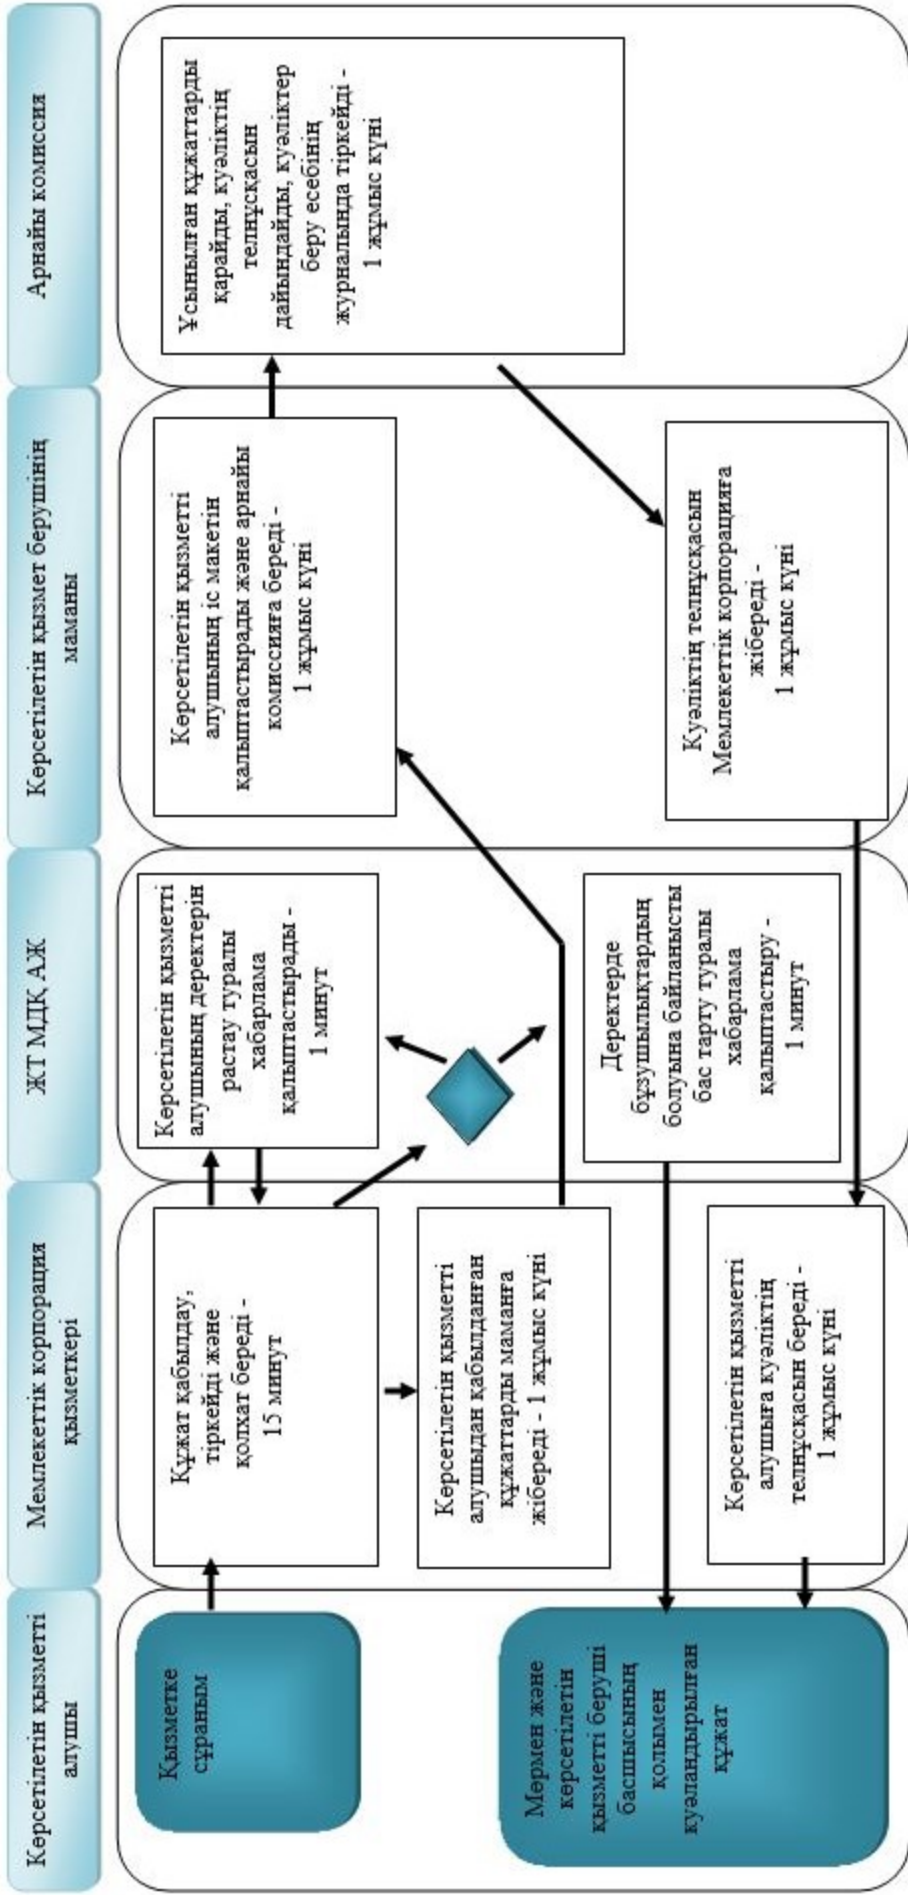 Көрсетілетін қызметті
алушы
Мемлекеттік корпорация
қызметкері
ЖТ МДҚ АЖ
Көрсетілетін қызмет берушінің
маманы
Арнайы комиссия
Қызметке
сұраным
Құжат қабылдау,
тіркейді және
қолхат береді -
15 минут
Көрсетілетін қызметті
алушының деректерін
растау туралы
хабарлама
қалыптастырады -
1 минут
Көрсетілетін қызметті
алушының іс макетін
қалыптастырады және арнайы
комиссияға береді -
1 жұмыс күні
Ұсынылған құжаттарды
қарайды, куәліктің
телнұсқасын
дайындайды, куәліктер
беру есебінің
журналында тіркейді -
1 жұмыс күні
Көрсетілетін қызметті
алушыдан қабылданған
құжаттарды маманға
жібереді - 1 жұмыс күні
Мөрмен және
көрсетілетін
қызметті беруші
басшысының
қолымен
куәландырылған
құжат
Көрсетілетін қызметті
алушыға куәліктің
телнұсқасын береді -
1 жұмыс күні
Деректерде
бұзушылықтардың
болуына байланысты
бас тарту туралы
хабарлама
қалыптастыру -
1 минут
Куәліктің телнұсқасын
Мемлекеттік корпорацияға
жібереді -
1 жұмыс күні